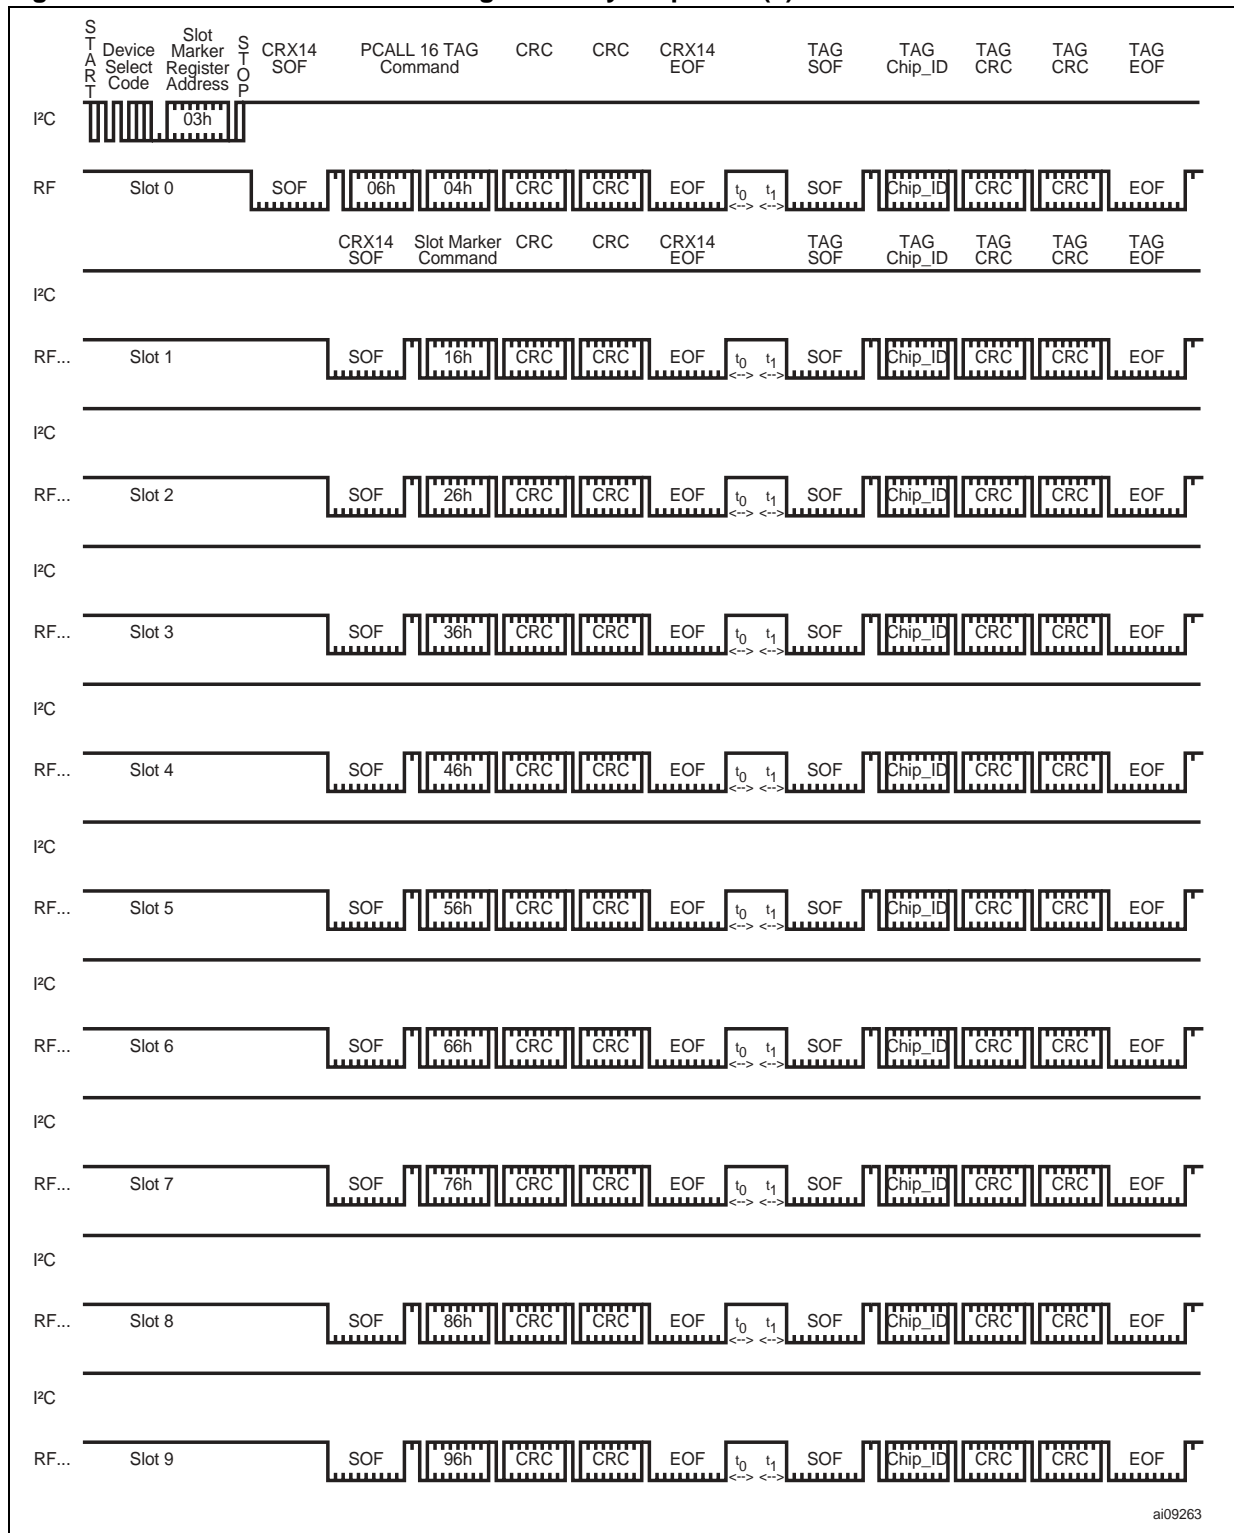 START Device Select Code Slot Marker Register Address STOP CRX14 SOF PCALL 16 TAG Command CRC CRC CRX14 EOF TAG SOF TAG Chip_ID TAG CRC TAG CRC TAG EOF
I²C 03h
RF Slot 0 SOF 06h 04h CRC CRC EOF t0 t1 SOF Chip_ID CRC CRC EOF
<--> <-->
CRX14 SOF Slot Marker Command CRC CRC CRX14 EOF TAG SOF TAG Chip_ID TAG CRC TAG CRC TAG EOF
I²C
RF... Slot 1 SOF 16h CRC CRC EOF t0 t1 SOF Chip_ID CRC CRC EOF
<--> <-->
I²C
RF... Slot 2 SOF 26h CRC CRC EOF t0 t1 SOF Chip_ID CRC CRC EOF
<--> <-->
I²C
RF... Slot 3 SOF 36h CRC CRC EOF t0 t1 SOF Chip_ID CRC CRC EOF
<--> <-->
I²C
RF... Slot 4 SOF 46h CRC CRC EOF t0 t1 SOF Chip_ID CRC CRC EOF
<--> <-->
I²C
RF... Slot 5 SOF 56h CRC CRC EOF t0 t1 SOF Chip_ID CRC CRC EOF
<--> <-->
I²C
RF... Slot 6 SOF 66h CRC CRC EOF t0 t1 SOF Chip_ID CRC CRC EOF
<--> <-->
I²C
RF... Slot 7 SOF 76h CRC CRC EOF t0 t1 SOF Chip_ID CRC CRC EOF
<--> <-->
I²C
RF... Slot 8 SOF 86h CRC CRC EOF t0 t1 SOF Chip_ID CRC CRC EOF
<--> <-->
I²C
RF... Slot 9 SOF 96h CRC CRC EOF t0 t1 SOF Chip_ID CRC CRC EOF
<--> <-->
ai09263